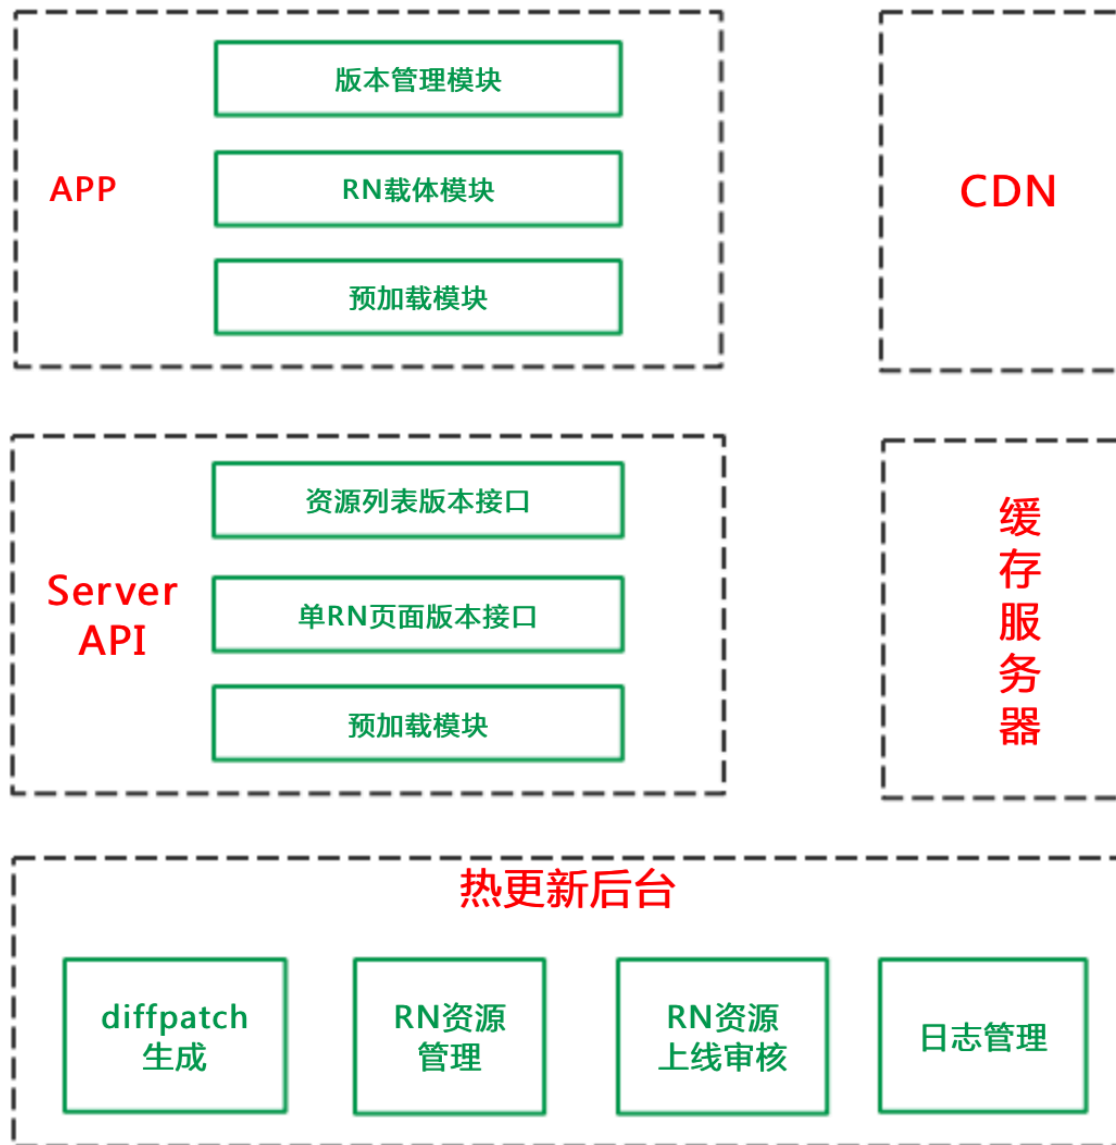 版本管理模块
APP
RN载体模块
预加载模块
CDN
资源列表版本接口
Server
API
单RN页面版本接口
预加载模块
缓
存
服
务
器
热更新后台
diffpatch
生成
RN资源
管理
RN资源
上线审核
日志管理